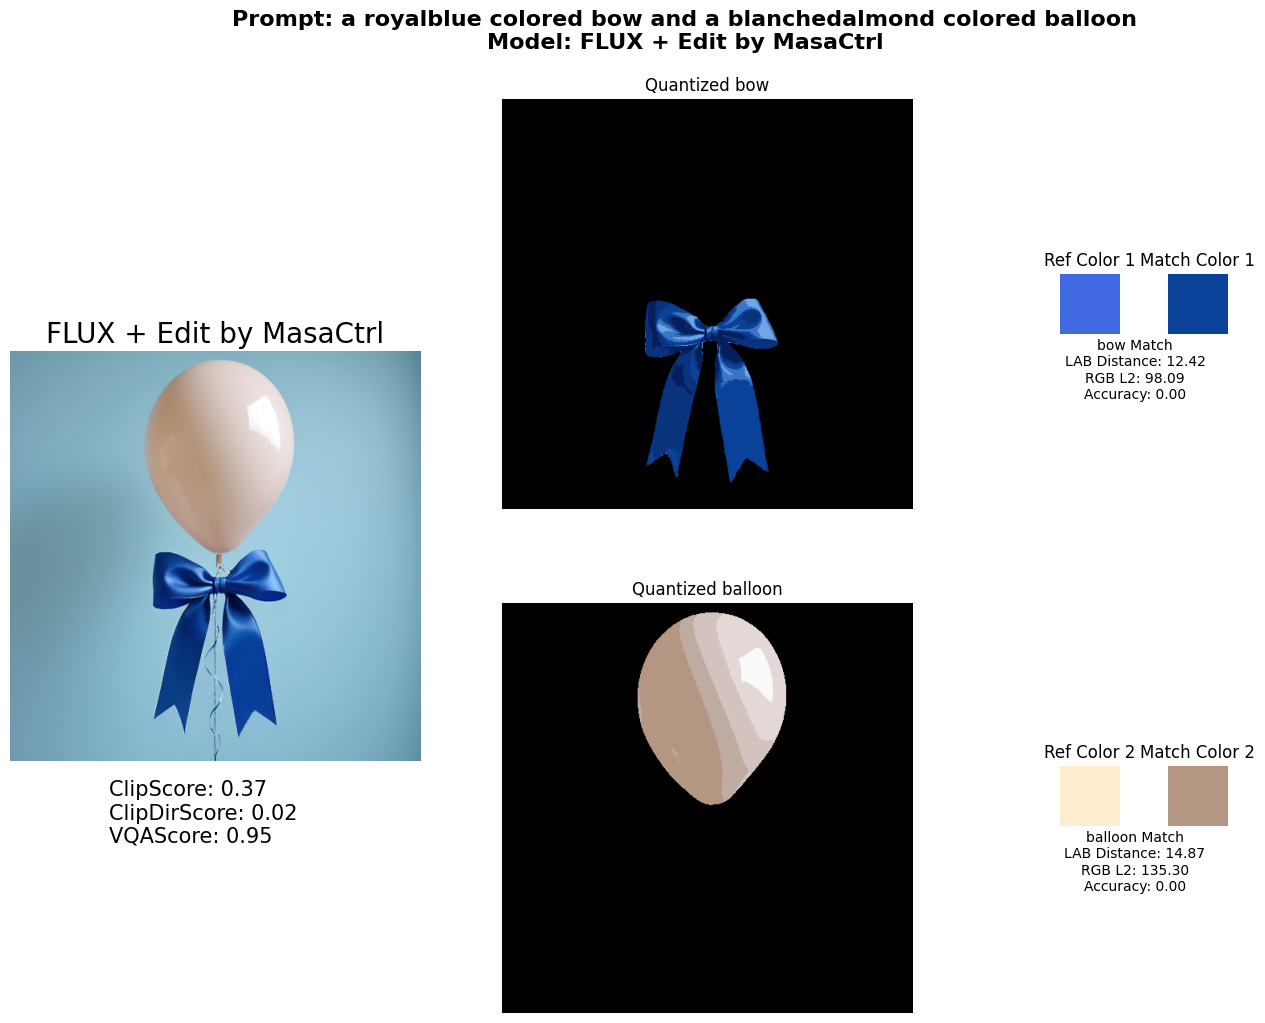 Prompt: a royalblue colored bow and a blanchedalmond colored balloon
Model: FLUX + Edit by MasaCtrl
FLUX + Edit by MasaCtrl
ClipScore: 0.37
ClipDirScore: 0.02
VQAScore: 0.95
Quantized bow
Ref Color 1 Match Color 1
bow Match
LAB Distance: 12.42
RGB L2: 98.09
Accuracy: 0.00
Quantized balloon
Ref Color 2 Match Color 2
balloon Match
LAB Distance: 14.87
RGB L2: 135.30
Accuracy: 0.00